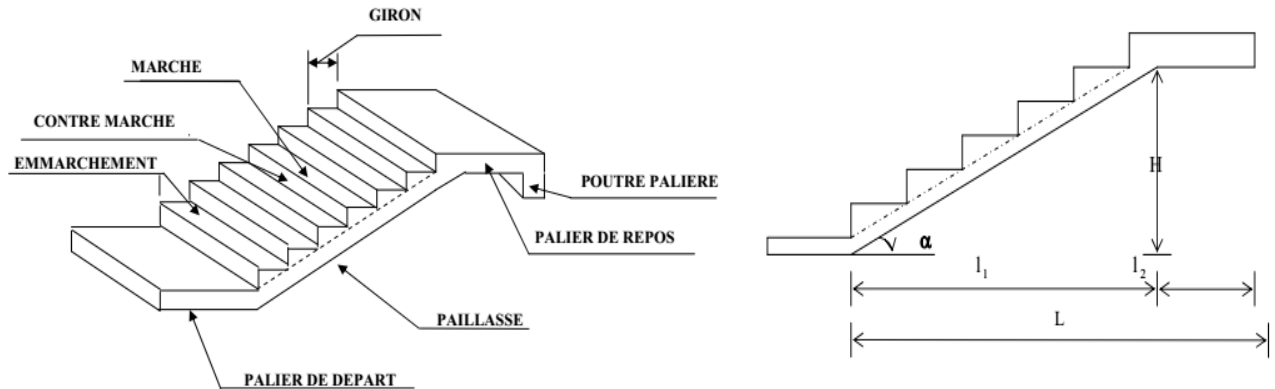 GIRON
MARCHE
CONTRE MARCHE
EMMARCHEMENT
POUTRE PALIERE
PALIER DE REPOS
PAILLASSE
PALIER DE DEPART
H
α
l₁
l₂
L